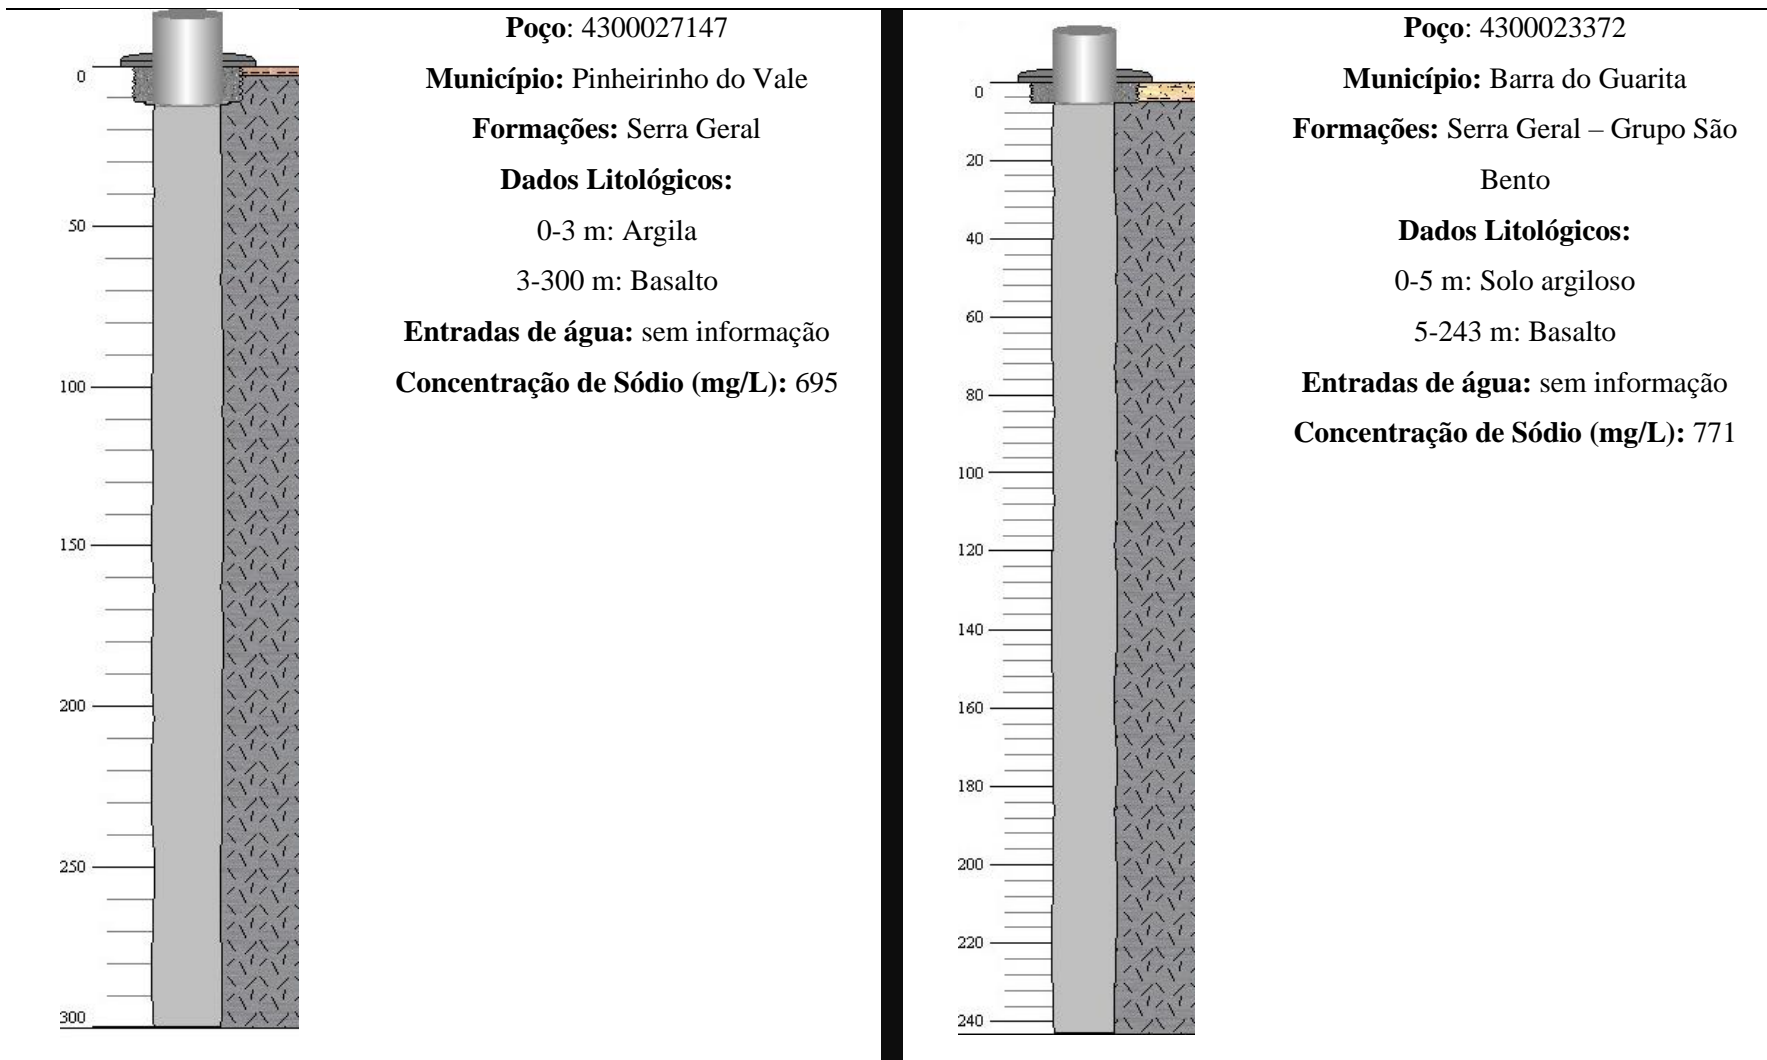 Poço: 4300027147
Município: Pinheirinho do Vale
Formações: Serra Geral
Dados Litológicos:
0-3 m: Argila
3-300 m: Basalto
Entradas de água: sem informação
Concentração de Sódio (mg/L): 695
0
50
100
150
200
250
300
Poço: 4300023372
Município: Barra do Guarita
Formações: Serra Geral – Grupo São
Bento
Dados Litológicos:
0-5 m: Solo argiloso
5-243 m: Basalto
Entradas de água: sem informação
Concentração de Sódio (mg/L): 771
0
20
40
60
80
100
120
140
160
180
200
220
240